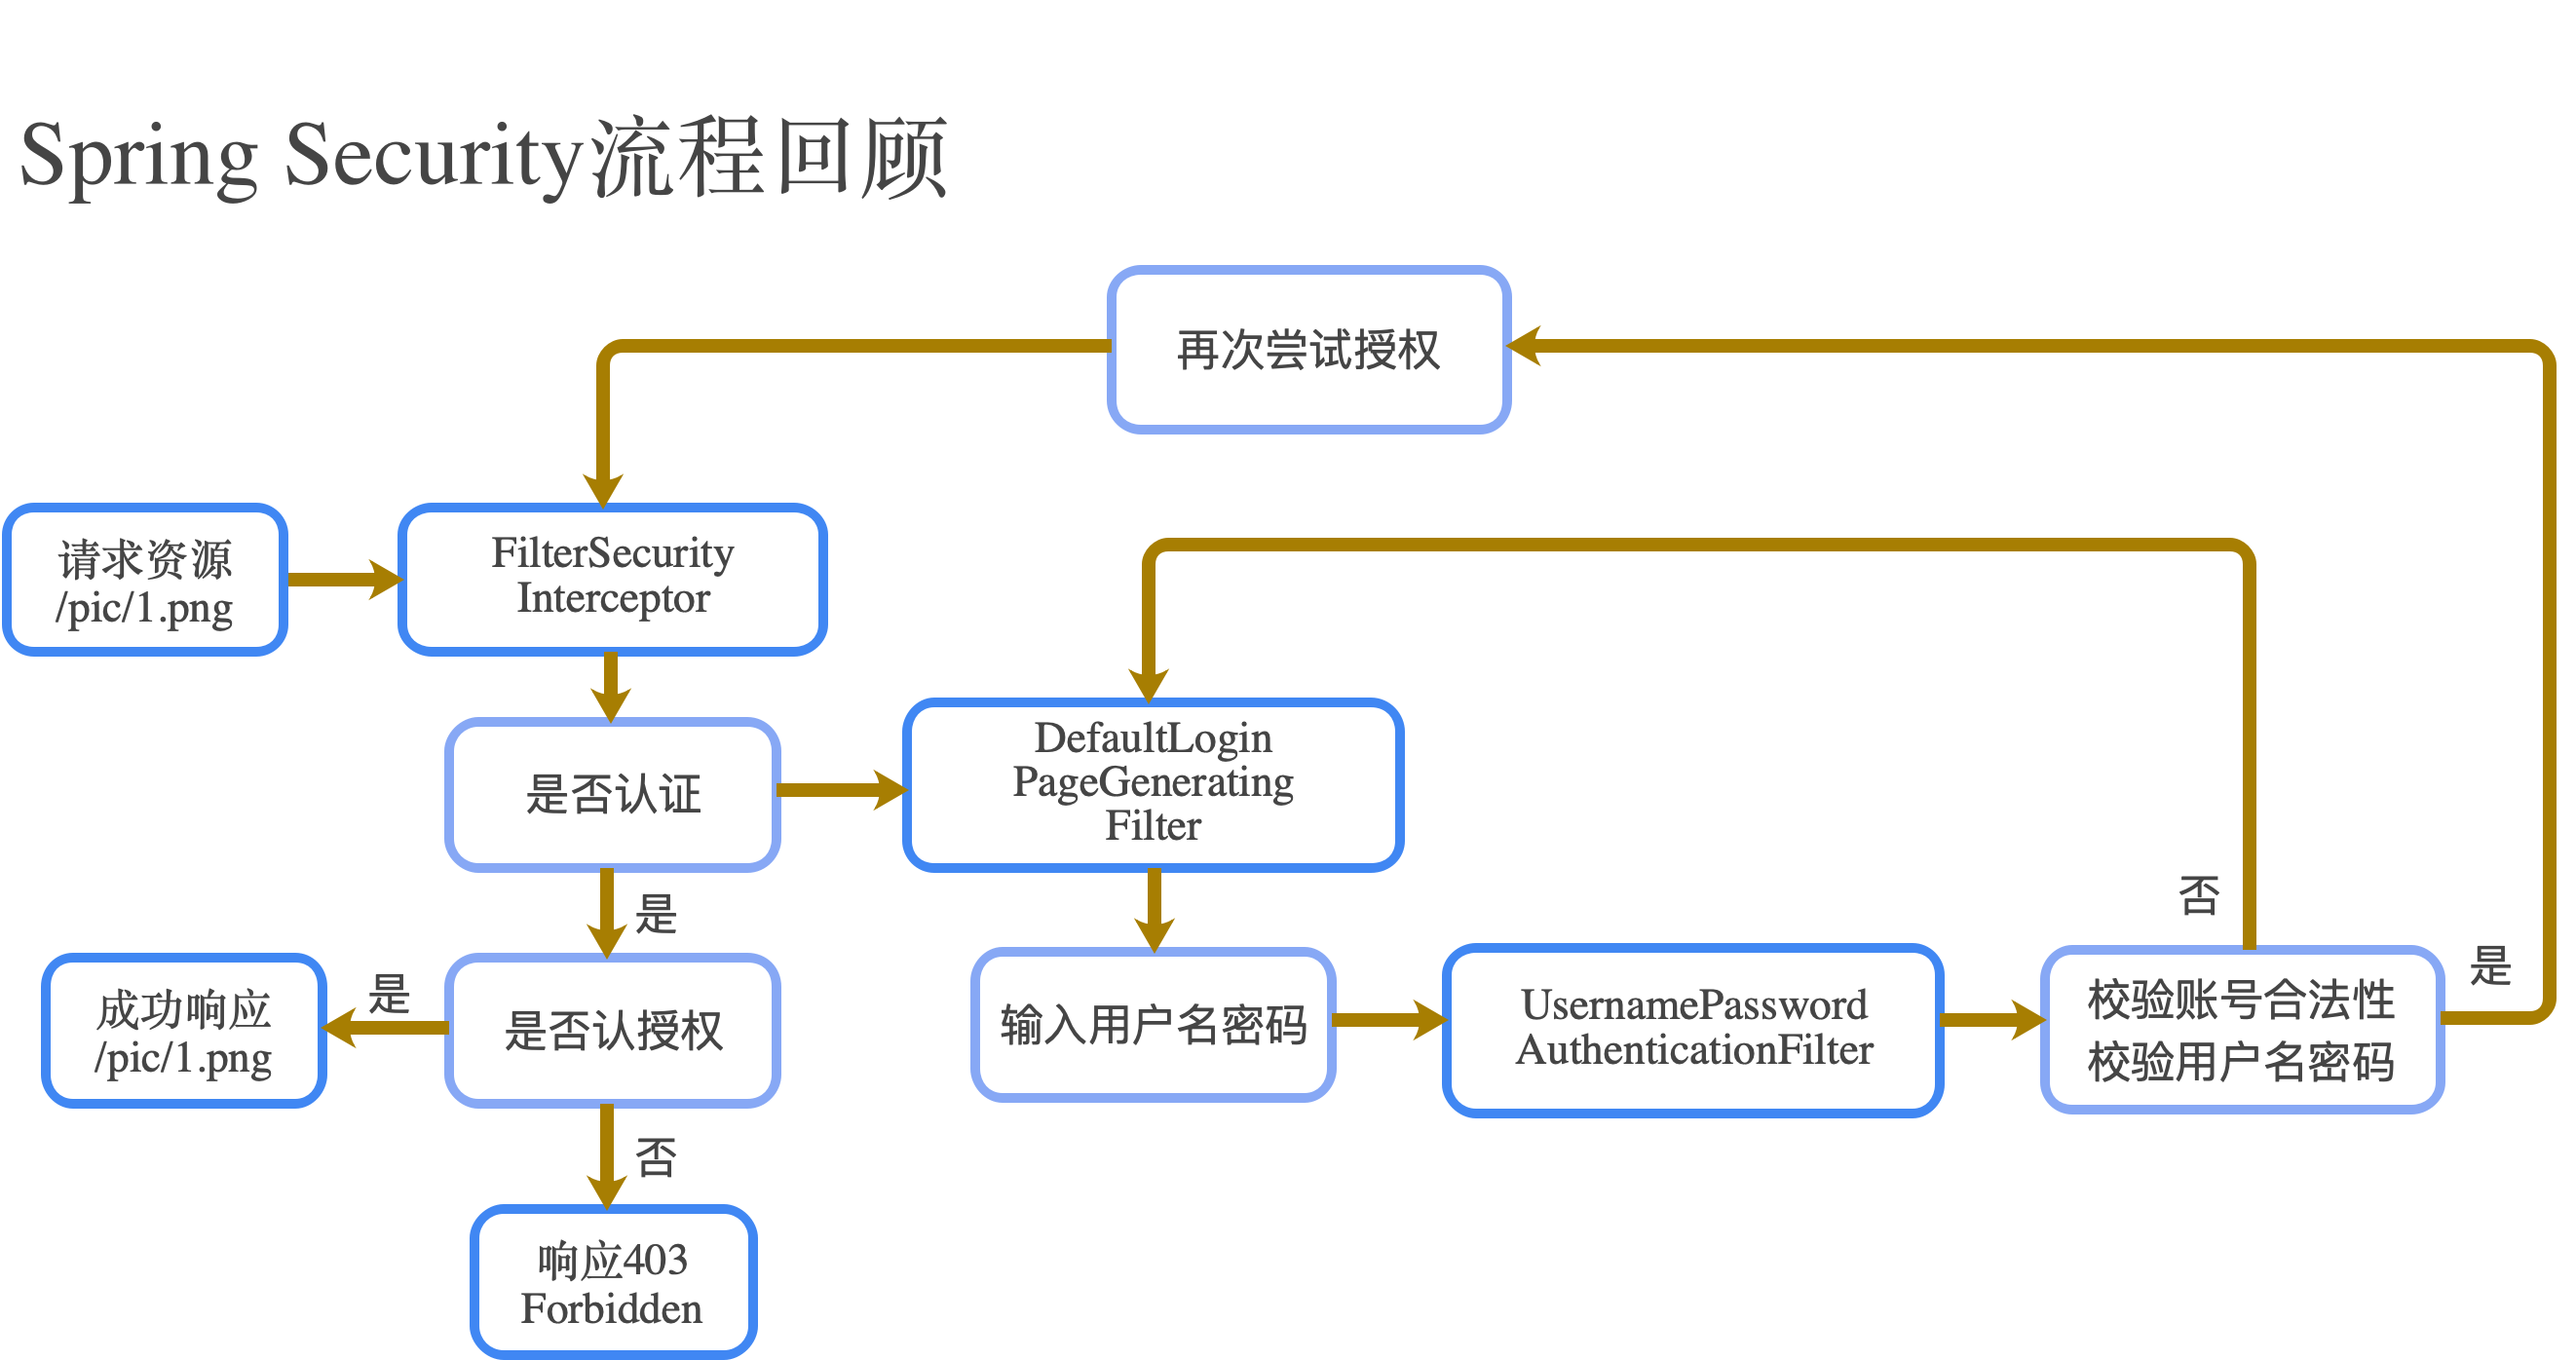 Spring Security流程回顾
再次尝试授权
请求资源
/pic/1.png
FilterSecurity
Interceptor
是否认证
DefaultLogin
PageGenerating
Filter
是
否
是
成功响应
/pic/1.png
是
是否认授权
输入用户名密码
UsernamePassword
AuthenticationFilter
校验账号合法性
校验用户名密码
否
响应403
Forbidden